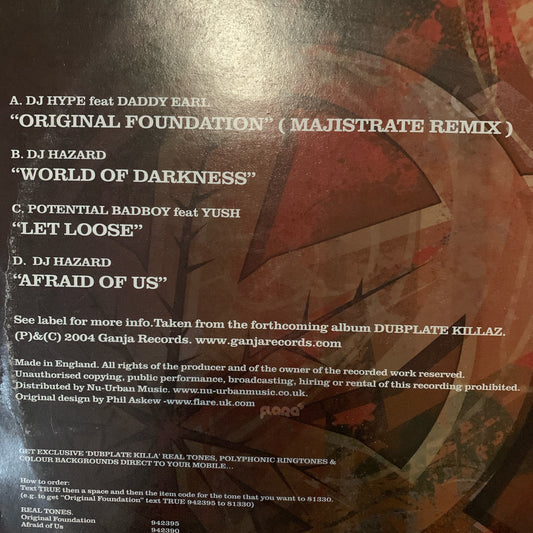 A. DJ HYPE feat DADDY EARL
“ORIGINAL FOUNDATION” ( MAJISTRATE REMIX )
B. DJ HAZARD
“WORLD OF DARKNESS”
C. POTENTIAL BADBOY feat YUSH
“LET LOOSE”
D. DJ HAZARD
“AFRAID OF US”
See label for more info.Taken from the forthcoming album DUBPLATE KILLAZ.
(P)&(C) 2004 Ganja Records. www.ganjarecords.com
Made in England. All rights of the producer and of the owner of the recorded work reserved.
Unauthorised copying, public performance, broadcasting, hiring or rental of this recording prohibited.
Distributed by Nu-Urban Music. www.nu-urbanmusic.co.uk.
Original design by Phil Askew -www.flare.uk.com
flare
GET EXCLUSIVE 'DUBPLATE KILLA' REAL TONES, POLYPHONIC RINGTONES &
COLOUR BACKGROUNDS DIRECT TO YOUR MOBILE...
How to order:
Text TRUE then a space and then the item code for the tone that you want to 81330.
(e.g. to get "Original Foundation" text TRUE 942395 to 81330)
REAL TONES.
Original Foundation 942395
Afraid of Us 942390